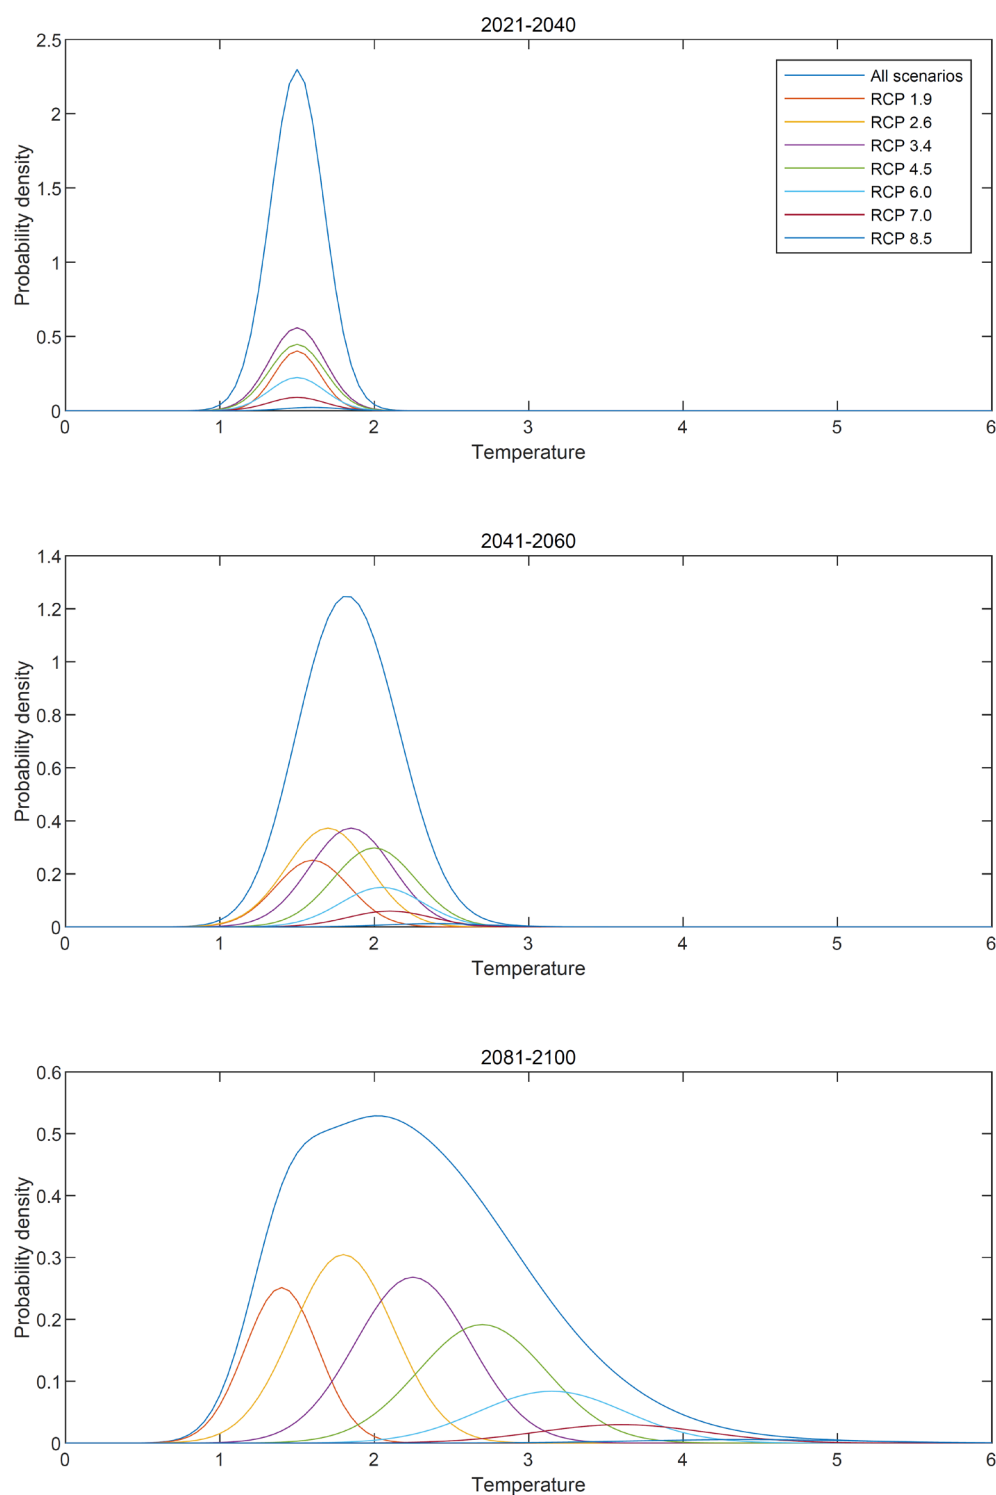 2021-2040
2.5
2
1.5
1
0.5
0
Probability density
All scenarios
RCP 1.9
RCP 2.6
RCP 3.4
RCP 4.5
RCP 6.0
RCP 7.0
RCP 8.5
0 1 2 3 4 5 6
Temperature
2041-2060
1.4
1.2
1
0.8
0.6
0.4
0.2
0
Probability density
0 1 2 3 4 5 6
Temperature
2081-2100
0.6
0.5
0.4
0.3
0.2
0.1
0
Probability density
0 1 2 3 4 5 6
Temperature